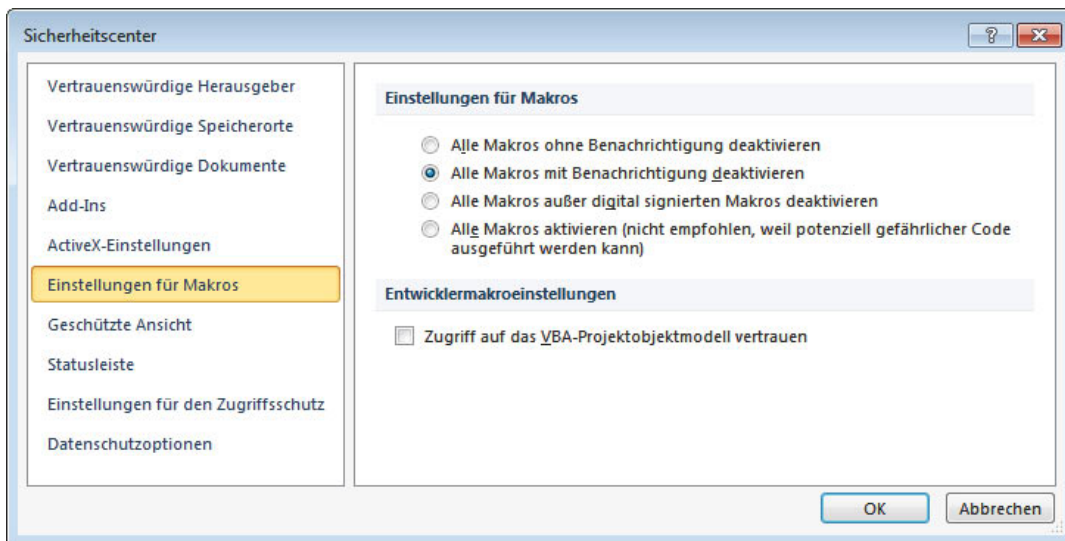 Sicherheitscenter
Vertrauenswürdige Herausgeber
Vertrauenswürdige Speicherorte
Vertrauenswürdige Dokumente
Add-Ins
ActiveX-Einstellungen
Einstellungen für Makros
Geschützte Ansicht
Statusleiste
Einstellungen für den Zugriffsschutz
Datenschutzoptionen
Einstellungen für Makros
Alle Makros ohne Benachrichtigung deaktivieren
Alle Makros mit Benachrichtigung deaktivieren
Alle Makros außer digital signierten Makros deaktivieren
Alle Makros aktivieren (nicht empfohlen, weil potenziell gefährlicher Code
ausgeführt werden kann)
Entwicklermakroeinstellungen
Zugriff auf das VBA-Projektobjektmodell vertrauen
OK
Abbrechen